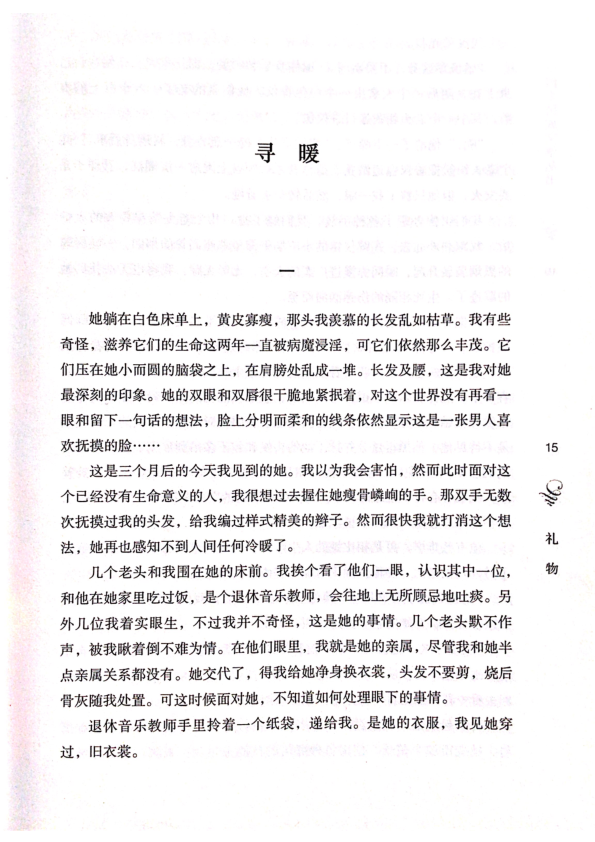 寻 暖
一
她躺在白色床单上，黄皮寡瘦，那头我羡慕的长发乱如枯草。我有些
奇怪，滋养它们的生命这两年一直被病魔浸淫，可它们依然那么丰茂。它
们压在她小而圆的脑袋之上，在肩膀处乱成一堆。长发及腰，这是我对她
最深刻的印象。她的双眼和双唇很干脆地紧抿着，对这个世界没有再看一
眼和留下一句话的想法，脸上分明而柔和的线条依然显示这是一张男人喜
欢抚摸的脸……
这是三个月后的今天我见到的她。我以为我会害怕，然而此时面对这
个已经没有生命意义的人，我很想过去握住她瘦骨嶙峋的手。那双手无数
次抚摸过我的头发，给我编过样式精美的辫子。然而很快我就打消这个想
法，她再也感知不到人间任何冷暖了。
几个老头和我围在她的床前。我挨个看了他们一眼，认识其中一位，
和他在她家里吃过饭，是个退休音乐教师，会往地上无所顾忌地吐痰。另
外几位我着实眼生，不过我并不奇怪，这是她的事情。几个老头默不作
声，被我瞅着倒不难为情。在他们眼里，我就是她的亲属，尽管我和她半
点亲属关系都没有。她交代了，得我给她净身换衣裳，头发不要剪，烧后
骨灰随我处置。可这时候面对她，不知道如何处理眼下的事情。
退休音乐教师手里拎着一个纸袋，递给我。是她的衣服，我见她穿
过，旧衣裳。
15
礼物